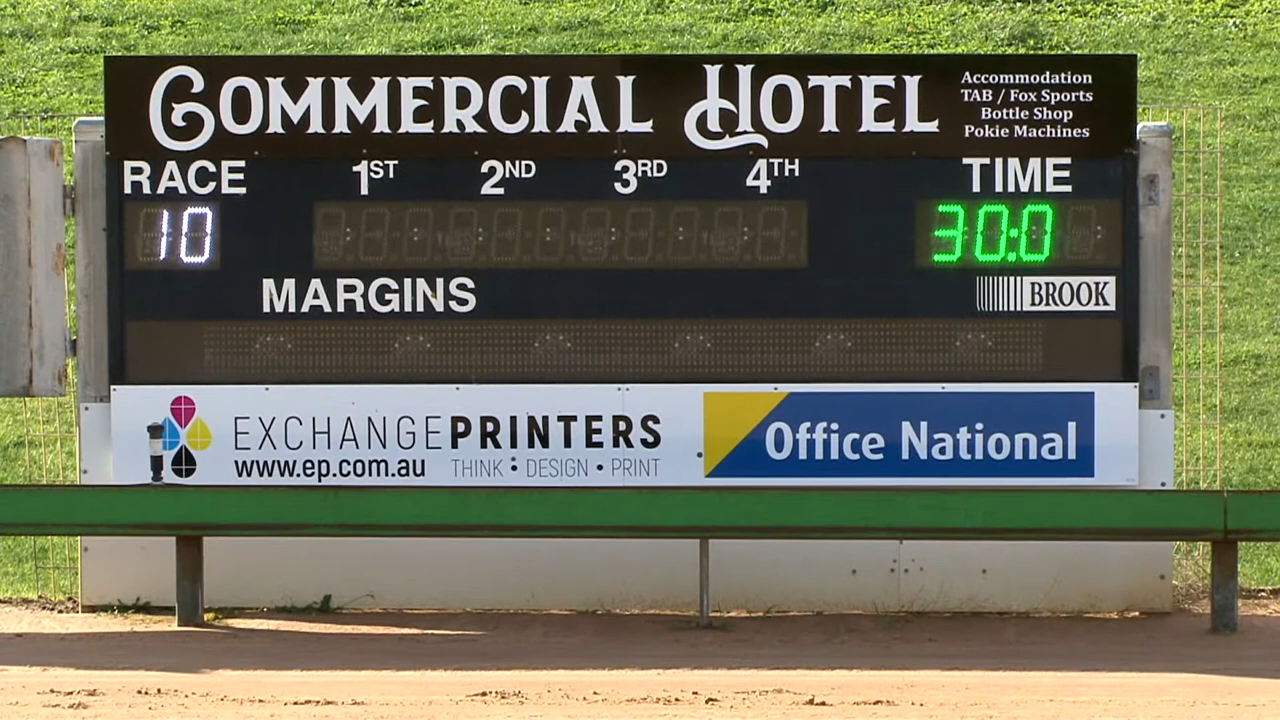 COMMERCIAL HOTEL
Accommodation
TAB / Fox Sports
Bottle Shop
Pokie Machines
RACE 1ST 2ND 3RD 4TH TIME
10 30:0
MARGINS
BROOK
EXCHANGEPRINTERS
www.ep.com.au THINK • DESIGN • PRINT
Office National